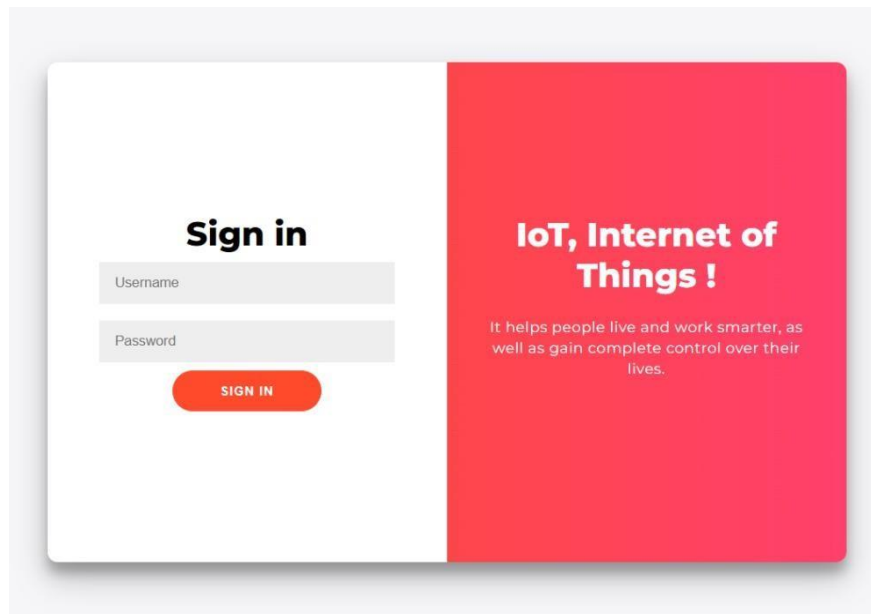 Sign in
Username
Password
SIGN IN
IoT, Internet of
Things !
It helps people live and work smarter, as
well as gain complete control over their
lives.